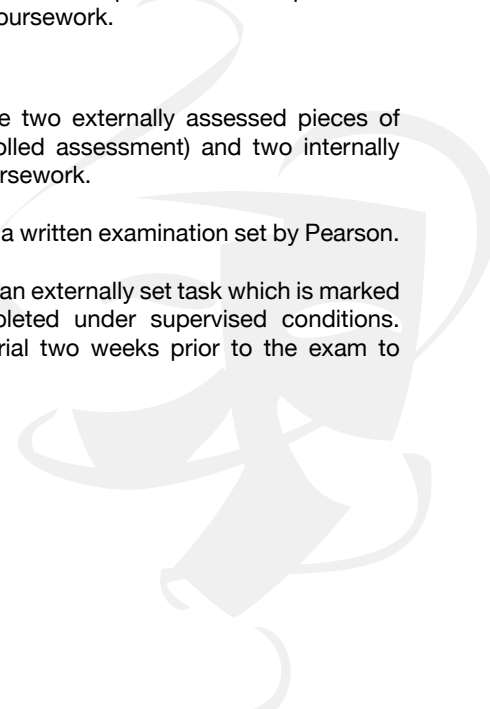 oursework.
e two externally assessed pieces of
olled assessment) and two internally
rsework.
a written examination set by Pearson.
an externally set task which is marked
pleted under supervised conditions.
rial two weeks prior to the exam to